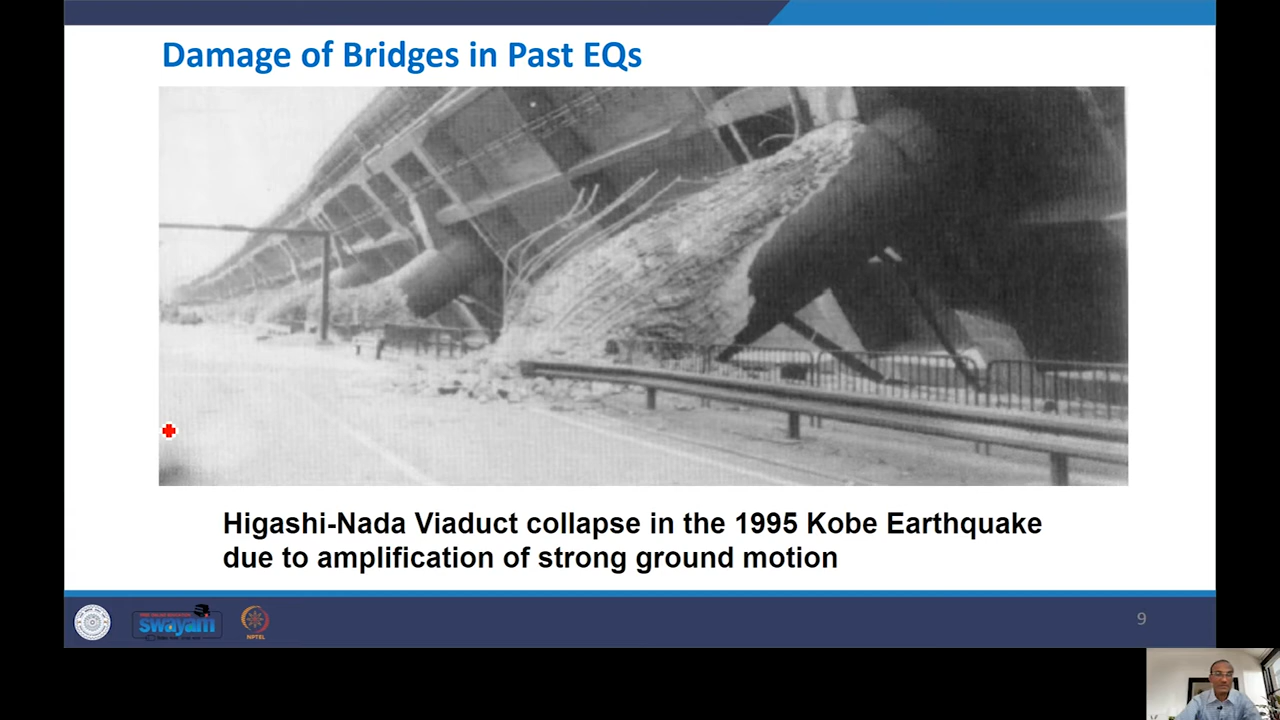 Damage of Bridges in Past EQs
Higashi-Nada Viaduct collapse in the 1995 Kobe Earthquake
due to amplification of strong ground motion
swayam
NPTEL
9